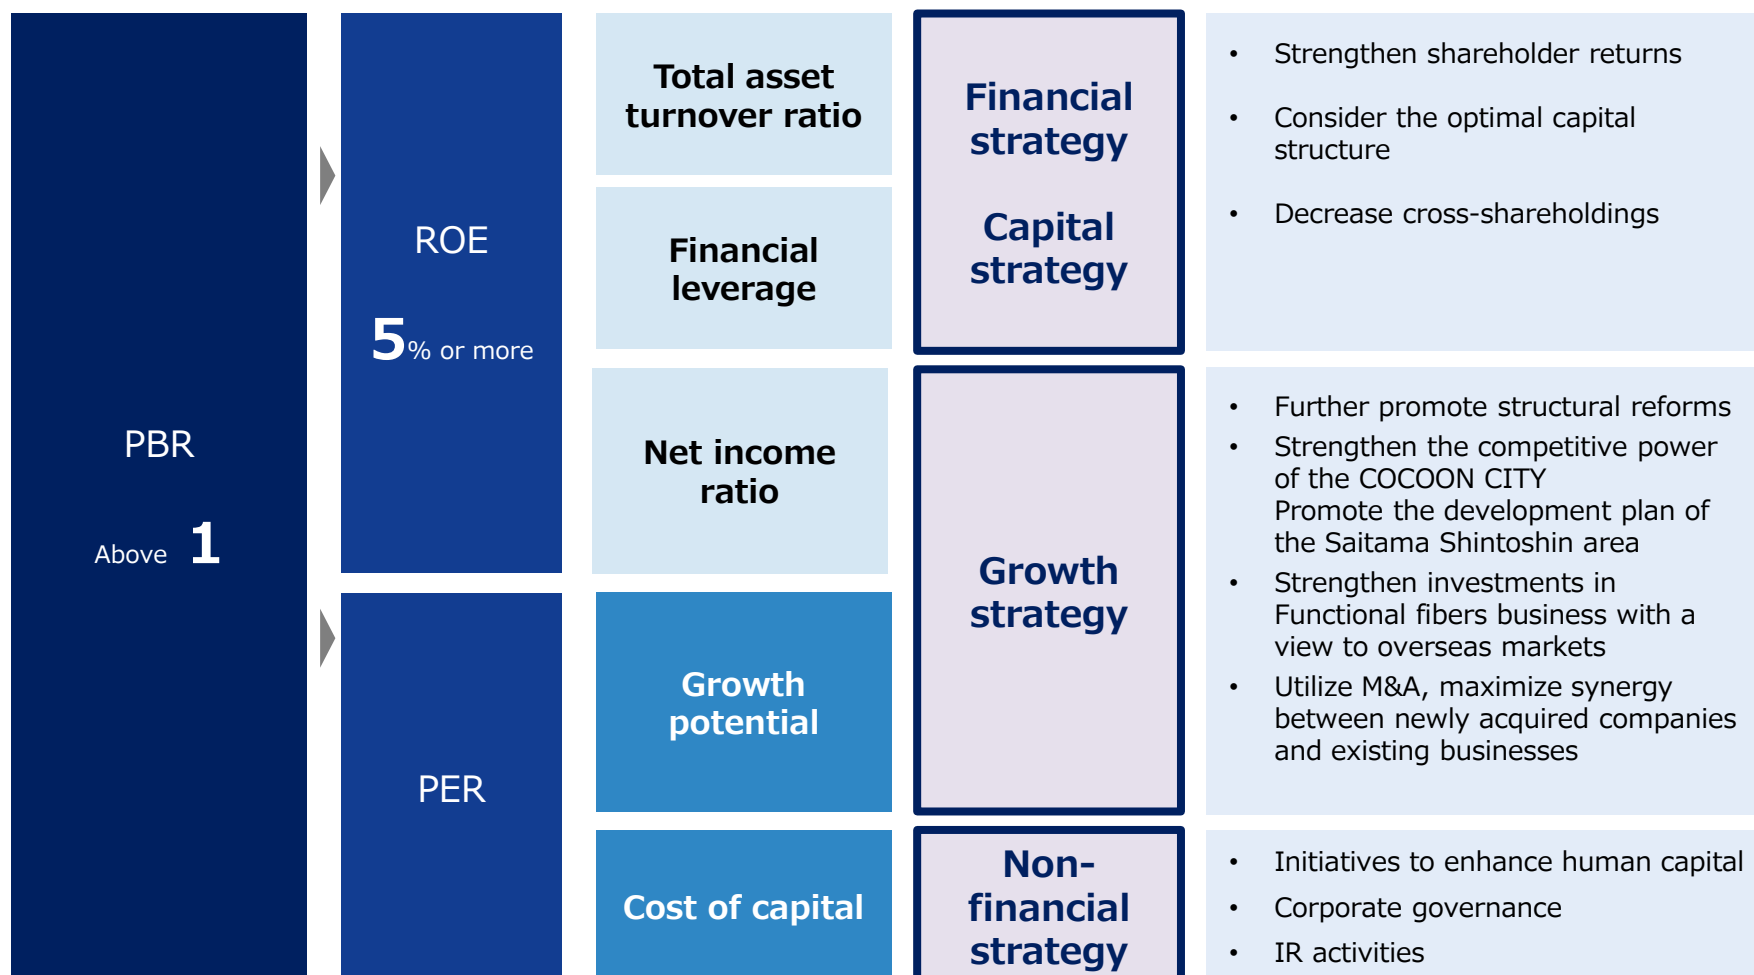 PBR
Above 1
ROE
5% or more
PER
Total asset
turnover ratio
Financial
leverage
Net income
ratio
Growth
potential
Cost of capital
Financial
strategy
Capital
strategy
Growth
strategy
Non-
financial
strategy
• Strengthen shareholder returns
• Consider the optimal capital
structure
• Decrease cross-shareholdings
• Further promote structural reforms
• Strengthen the competitive power
of the COCOON CITY
Promote the development plan of
the Saitama Shintoshin area
• Strengthen investments in
Functional fibers business with a
view to overseas markets
• Utilize M&A, maximize synergy
between newly acquired companies
and existing businesses
• Initiatives to enhance human capital
• Corporate governance
• IR activities